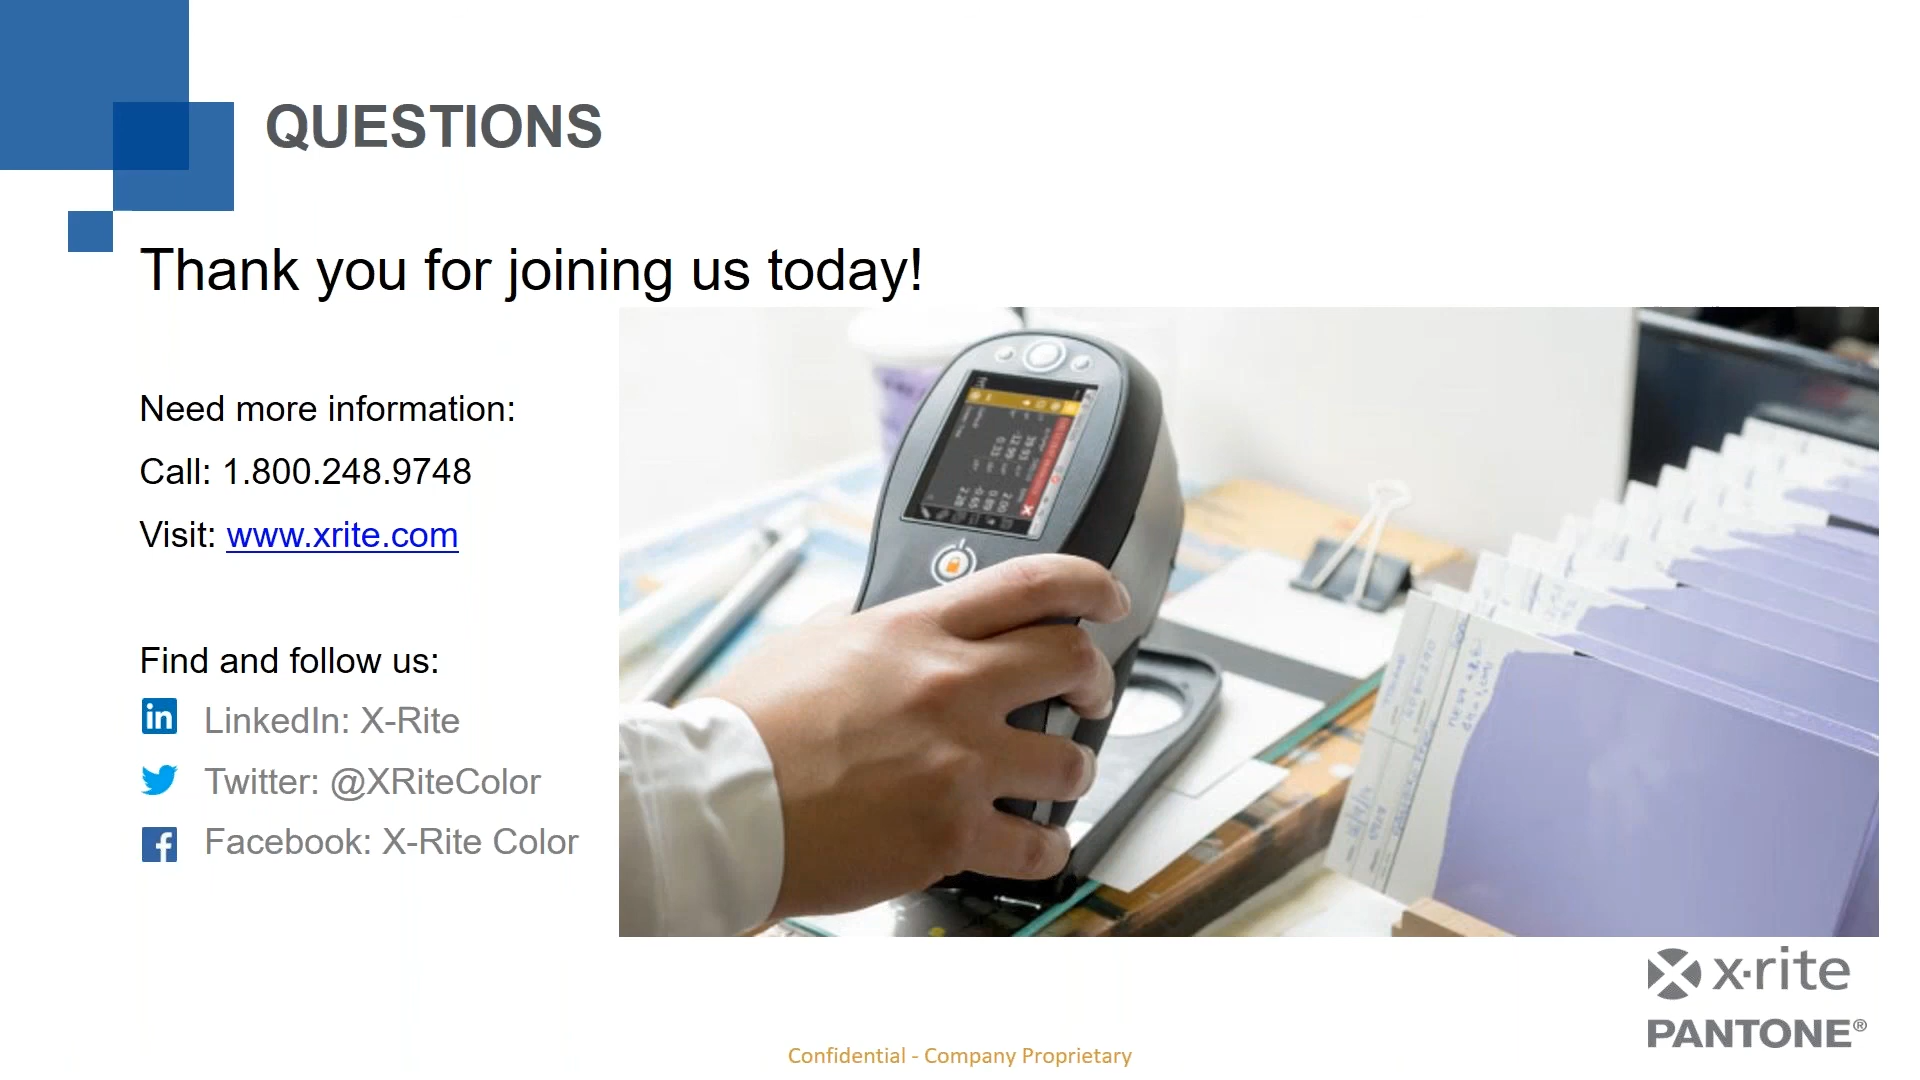 QUESTIONS
Thank you for joining us today!
Need more information:
Call: 1.800.248.9748
Visit: www.xrite.com
Find and follow us:
in LinkedIn: X-Rite
Twitter: @XRiteColor
f Facebook: X-Rite Color
x·rite
PANTONE®
Confidential - Company Proprietary